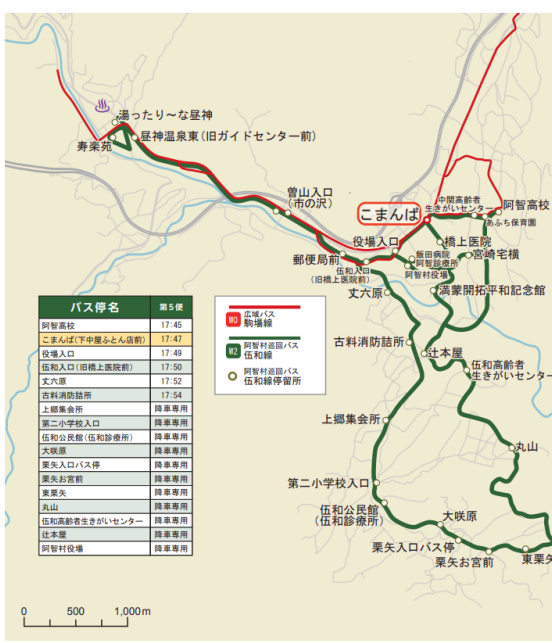 湯ったり～な昼神
昼神温泉東(旧ガイドセンター前)
寿楽苑
曽山入口
(市の沢)
こまんば
中関高齢者
生きがいセンター
阿智高校
あふち保育園
役場入口
橋上医院
郵便局前
飯田病院
阿智診療所
宮崎宅横
伍和入口
(旧橋上医院前)
阿智村役場
丈六原
満蒙開拓平和記念館
古料消防詰所
辻本屋
伍和高齢者
生きがいセンター
上郷集会所
丸山
第二小学校入口
伍和公民館
(伍和診療所)
大咲原
栗矢入口バス停
栗矢お宮前
東栗矢
バス停名 第5便
阿智高校 17:45
こまんば(下中屋ふとん店前) 17:47
役場入口 17:49
伍和入口(旧橋上医院前) 17:50
丈六原 17:52
古料消防詰所 17:54
上郷集会所 降車専用
第二小学校入口 降車専用
伍和公民館(伍和診療所) 降車専用
大咲原 降車専用
栗矢入口バス停 降車専用
栗矢お宮前 降車専用
東栗矢 降車専用
丸山 降車専用
伍和高齢者生きがいセンター 降車専用
辻本屋 降車専用
阿智村役場 降車専用
W0 広域バス
駒場線
W2 阿智村巡回バス
伍和線
阿智村巡回バス
伍和線停留所
0 500 1,000m